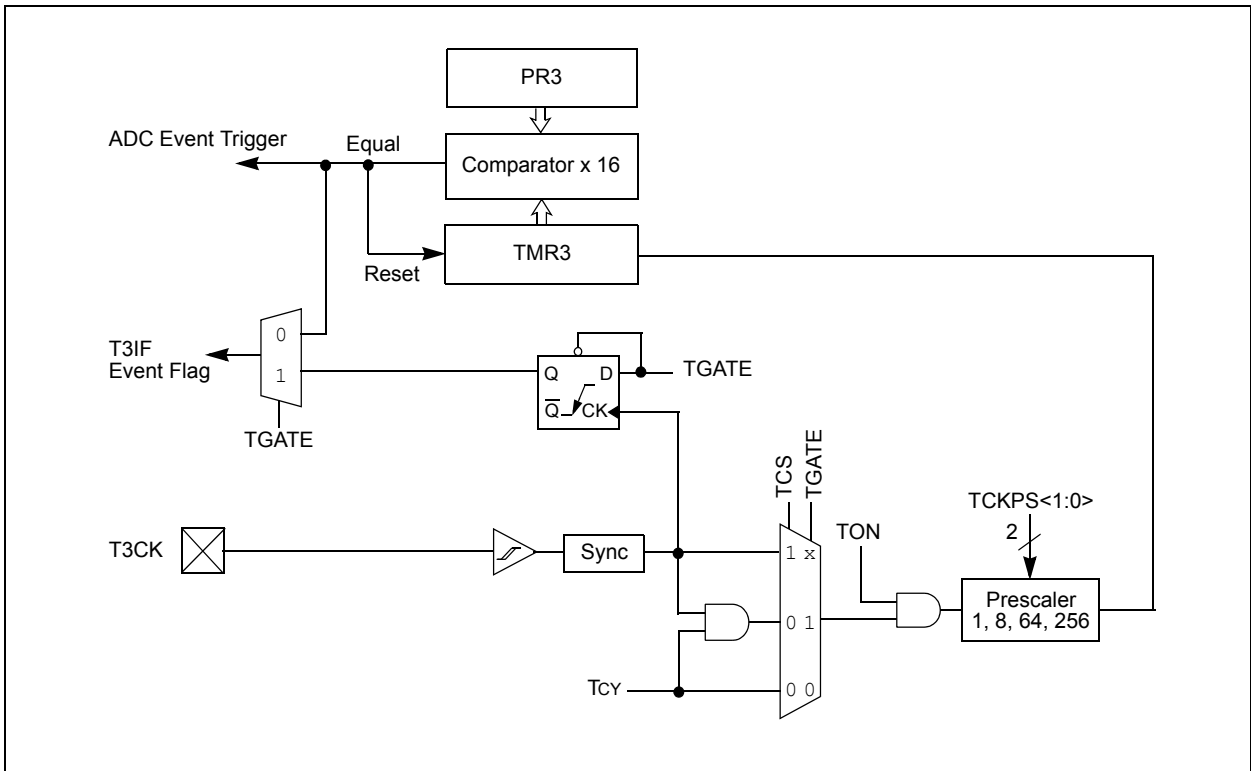 PR3
ADC Event Trigger
Equal
Comparator x 16
TMR3
Reset
0
T3IF
Event Flag
1
Q
D
TGATE
Q̅
CK
TGATE
TCS
TGATE
TCKPS<1:0>
2
TON
T3CK
Sync
1 x
Prescaler
1, 8, 64, 256
0 1
TCY
0 0